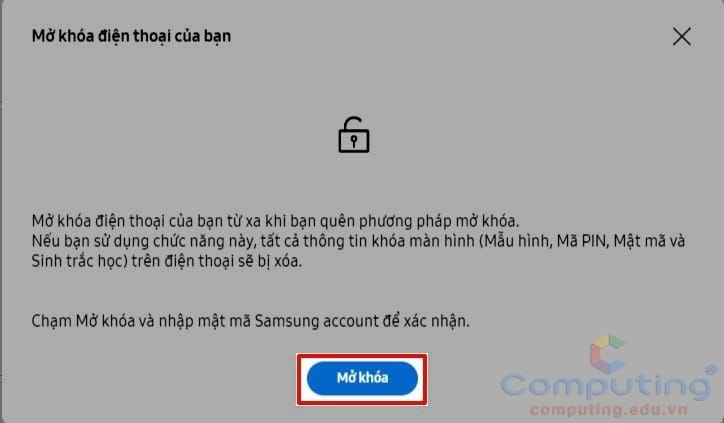 Mở khóa điện thoại của bạn
Mở khóa điện thoại của bạn từ xa khi bạn quên phương pháp mở khóa.
Nếu bạn sử dụng chức năng này, tất cả thông tin khóa màn hình (Mẫu hình, Mã PIN, Mật mã và
Sinh trắc học) trên điện thoại sẽ bị xóa.
Chạm Mở khóa và nhập mật mã Samsung account để xác nhận.
Mở khóa
Computing®
computing.edu.vn